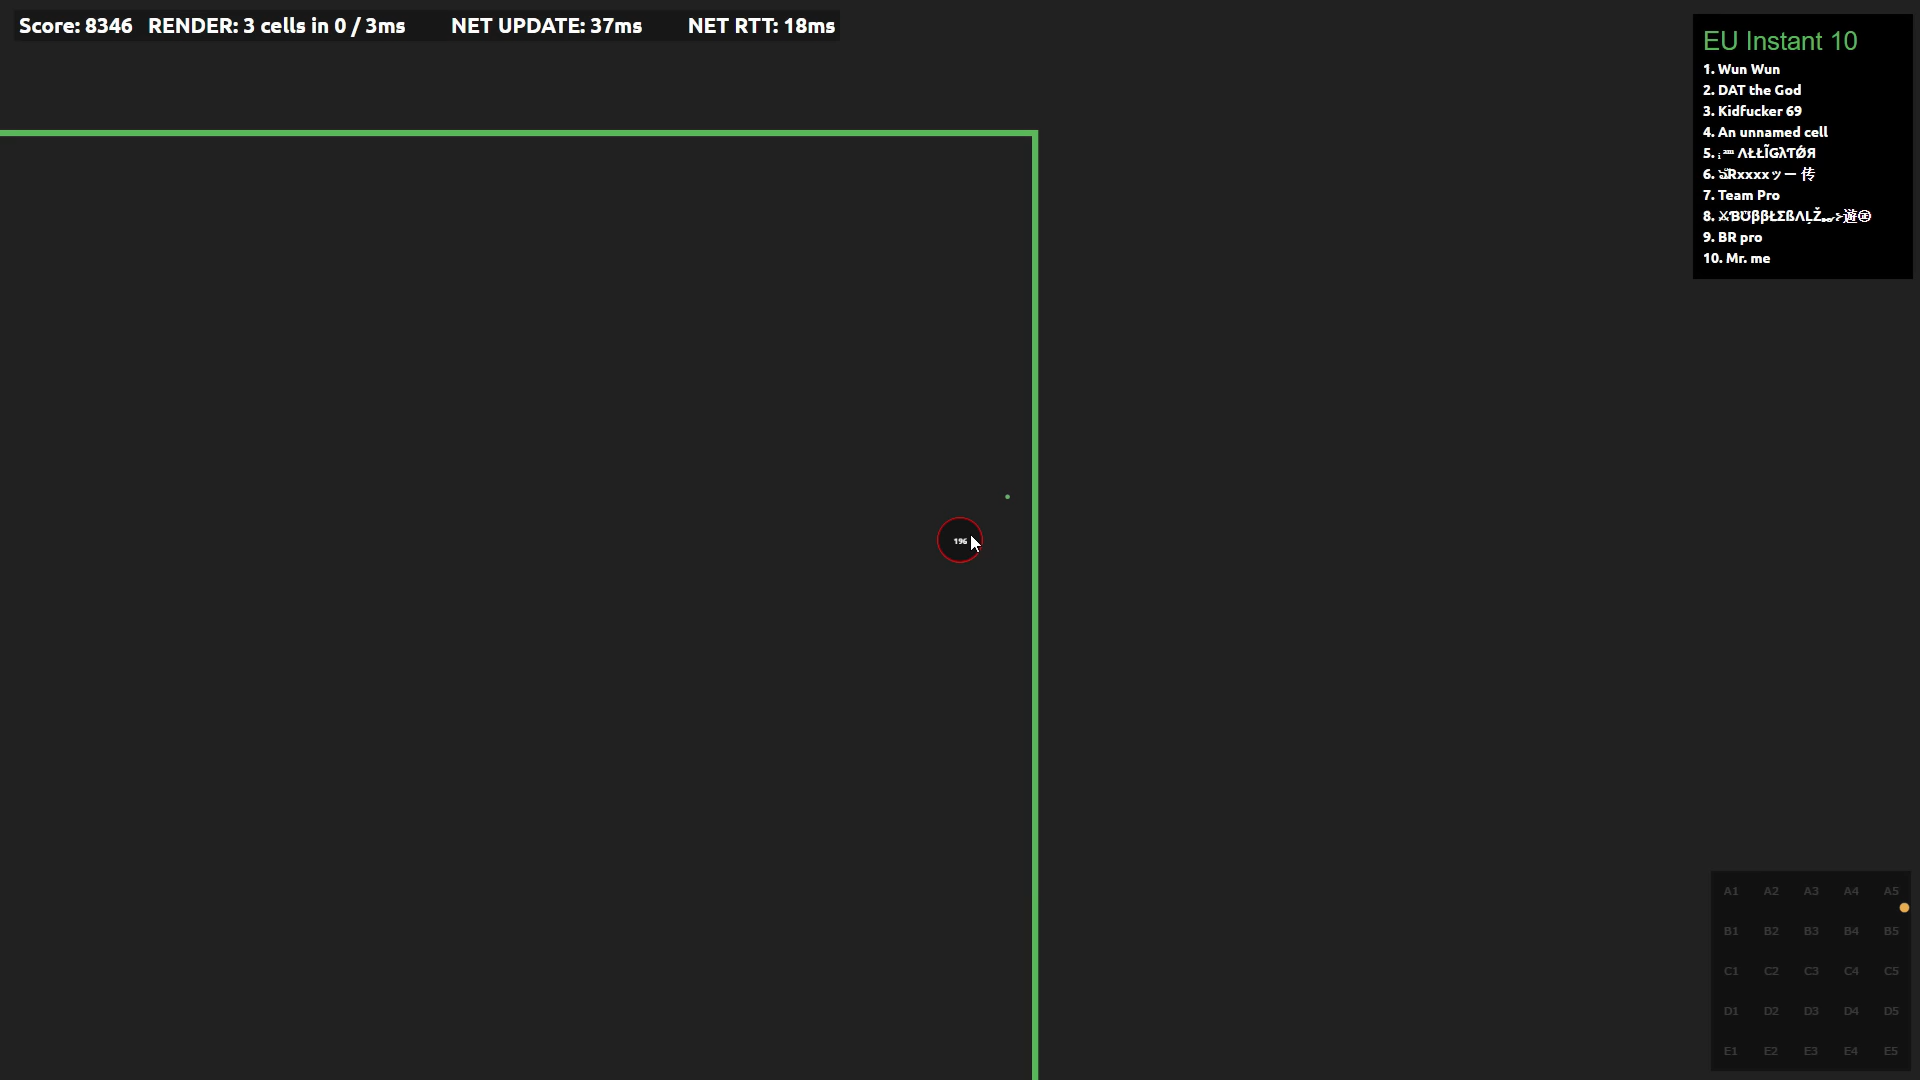 Score: 8346 RENDER: 3 cells in 0 / 3ms NET UPDATE: 37ms NET RTT: 18ms
EU Instant 10
1. Wun Wun
2. DAT the God
3. Kidfucker 69
4. An unnamed cell
7. Team Pro
9. BR pro
10. Mr. me
196
A1 A2 A3 A4 A5
B1 B2 B3 B4 B5
C1 C2 C3 C4 C5
D1 D2 D3 D4 D5
E1 E2 E3 E4 E5